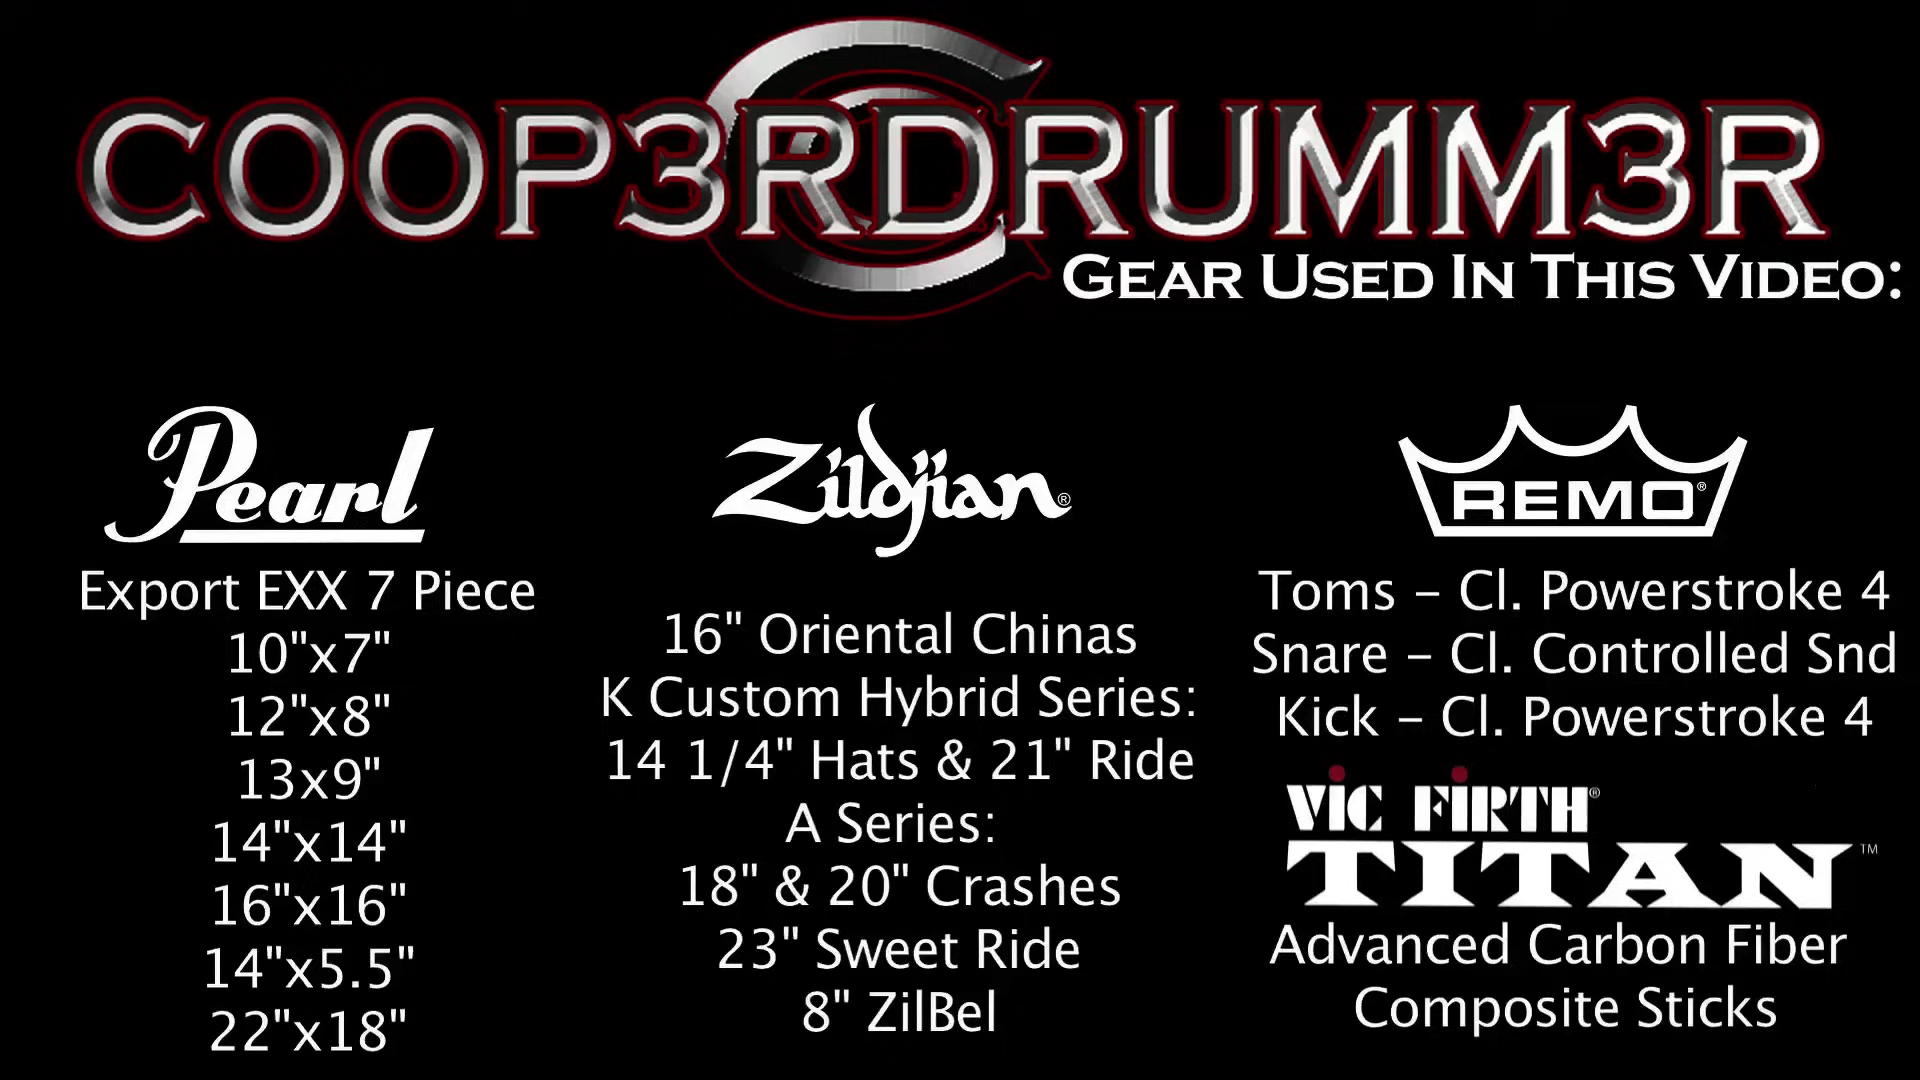 COOP3RDRUMM3R
GEAR USED IN THIS VIDEO:
Pearl
Export EXX 7 Piece
10"x7"
12"x8"
13x9"
14"x14"
16"x16"
14"x5.5"
22"x18"
Zildjian®
16" Oriental Chinas
K Custom Hybrid Series:
14 1/4" Hats & 21" Ride
A Series:
18" & 20" Crashes
23" Sweet Ride
8" ZilBel
REMO®
Toms – Cl. Powerstroke 4
Snare – Cl. Controlled Snd
Kick – Cl. Powerstroke 4
VIC FIRTH®
TITAN™
Advanced Carbon Fiber
Composite Sticks